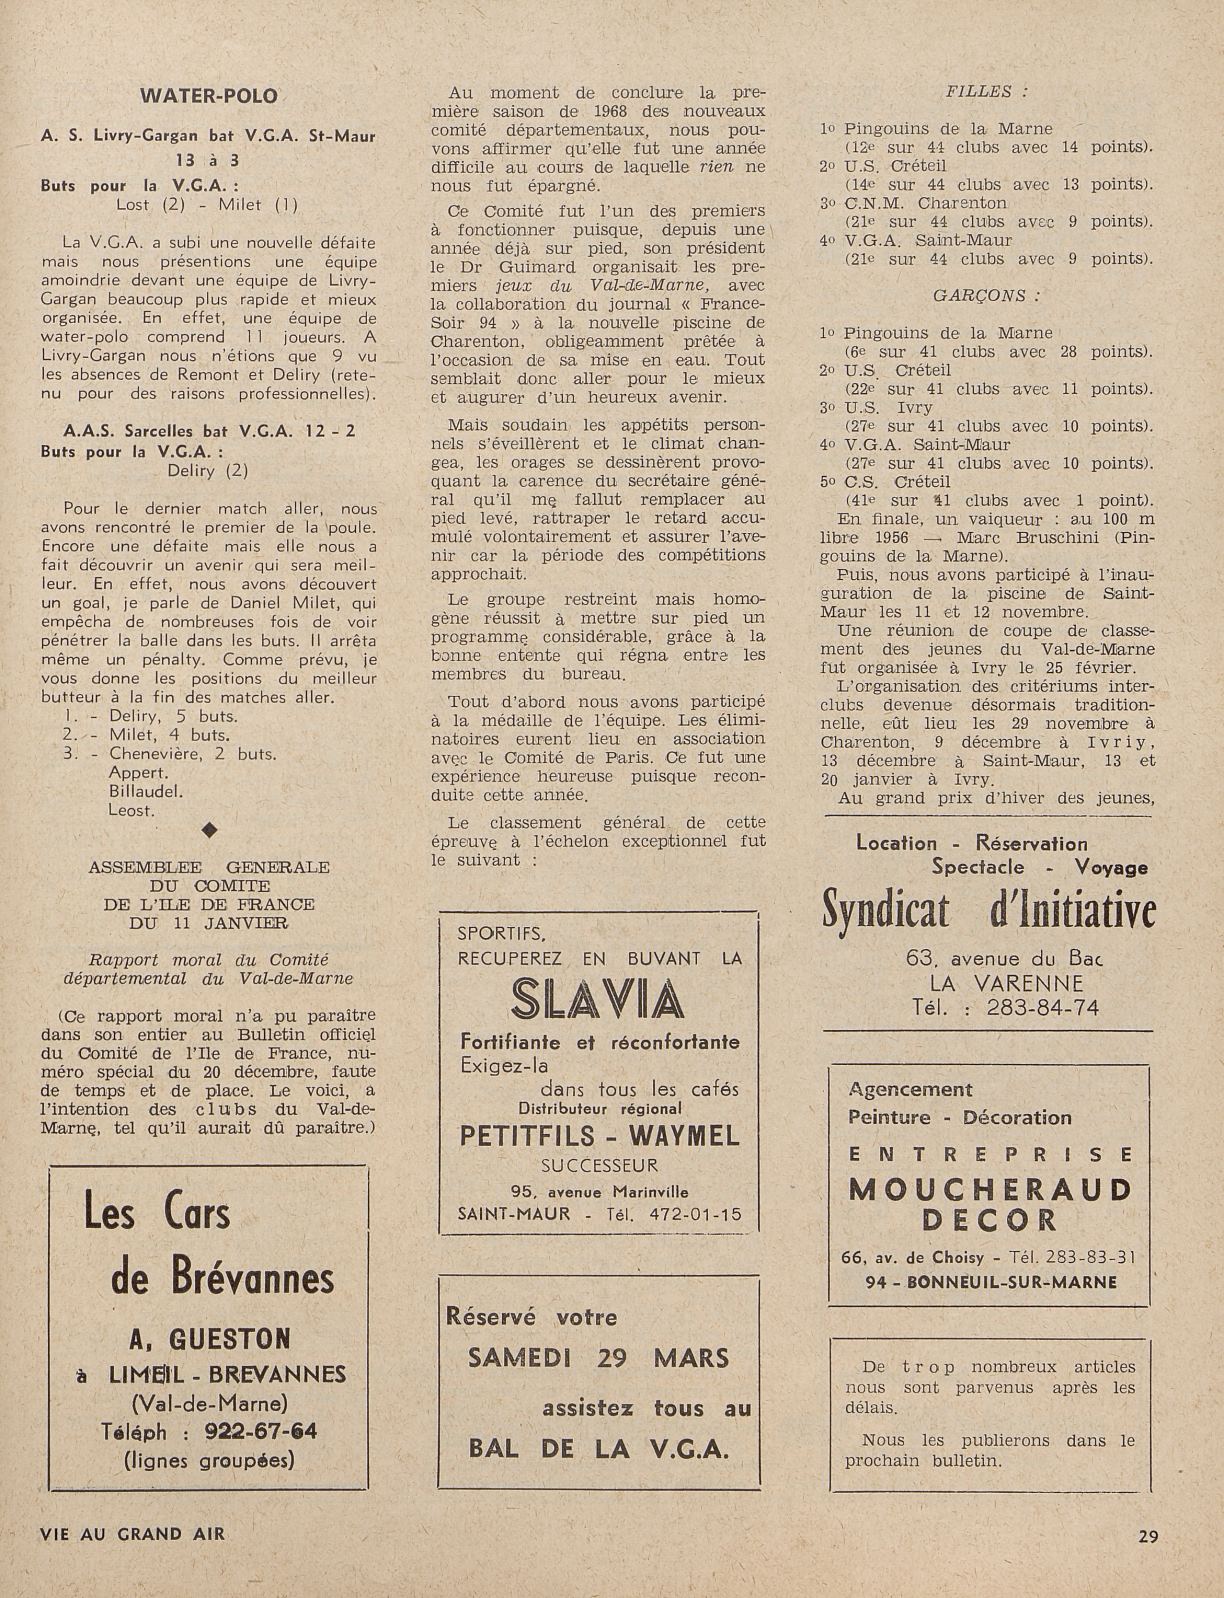 WATER-POLO
A. S. Livry-Gargan bat V.G.A. St-Maur
13 à 3
Buts pour la V.G.A. :
Lost (2) - Milet (1)
La V.G.A. a subi une nouvelle défaite
mais nous présentions une équipe
amoindrie devant une équipe de Livry-
Gargan beaucoup plus rapide et mieux
organisée. En effet, une équipe de
water-polo comprend 11 joueurs. A
Livry-Gargan nous n'étions que 9 vu
les absences de Remont et Deliry (rete-
nu pour des raisons professionnelles).
A.A.S. Sarcelles bat V.G.A. 12 - 2
Buts pour la V.G.A. :
Deliry (2)
Pour le dernier match aller, nous
avons rencontré le premier de la poule.
Encore une défaite mais elle nous a
fait découvrir un avenir qui sera meil-
leur. En effet, nous avons découvert
un goal, je parle de Daniel Milet, qui
empêcha de nombreuses fois de voir
pénétrer la balle dans les buts. Il arrêta
même un pénalty. Comme prévu, je
vous donne les positions du meilleur
butteur à la fin des matches aller.
1. - Deliry, 5 buts.
2. - Milet, 4 buts.
3. - Chenevière, 2 buts.
Appert.
Billaudel.
Leost.
ASSEMBLEE GENERALE
DU COMITE
DE L'ILE DE FRANCE
DU 11 JANVIER
Rapport moral du Comité
départemental du Val-de-Marne
(Ce rapport moral n'a pu paraître
dans son entier au Bulletin officiel
du Comité de l'Ile de France, nu-
méro spécial du 20 décembre, faute
de temps et de place. Le voici, a
l'intention des clubs du Val-de-
Marne, tel qu'il aurait dû paraître.)
Les Cars
de Brévannes
A, GUESTON
à LIMEIL - BREVANNES
(Val-de-Marne)
Téléph : 922-67-64
(lignes groupées)
Au moment de conclure la pre-
mière saison de 1968 des nouveaux
comité départementaux, nous pou-
vons affirmer qu'elle fut une année
difficile au cours de laquelle rien ne
nous fut épargné.
Ce Comité fut l'un des premiers
à fonctionner puisque, depuis une
année déjà sur pied, son président
le Dr Guimard organisait les pre-
miers jeux du Val-de-Marne, avec
la collaboration du journal « France-
Soir 94 » à la nouvelle piscine de
Charenton, obligeamment prêtée à
l'occasion de sa mise en eau. Tout
semblait donc aller pour le mieux
et augurer d'un heureux avenir.
Mais soudain les appétits person-
nels s'éveillèrent et le climat chan-
gea, les orages se dessinèrent provo-
quant la carence du secrétaire géné-
ral qu'il me fallut remplacer au
pied levé, rattraper le retard accu-
mulé volontairement et assurer l'ave-
nir car la période des compétitions
approchait.
Le groupe restreint mais homo-
gène réussit à mettre sur pied un
programme considérable, grâce à la
bonne entente qui régna entre les
membres du bureau.
Tout d'abord nous avons participé
à la médaille de l'équipe. Les élimi-
natoires eurent lieu en association
avec le Comité de Paris. Ce fut une
expérience heureuse puisque recon-
duite cette année.
Le classement général de cette
épreuve à l'échelon exceptionnel fut
le suivant :
SPORTIFS,
RECUPEREZ EN BUVANT LA
SLAVIA
Fortifiante et réconfortante
Exigez-la
dans tous les cafés
Distributeur régional
PETITFILS - WAYMEL
SUCCESSEUR
95, avenue Marinville
SAINT-MAUR - Tél. 472-01-15
Réservé votre
SAMEDI 29 MARS
assistez tous au
BAL DE LA V.G.A.
FILLES :
1o Pingouins de la Marne
(12e sur 44 clubs avec 14 points).
2o U.S. Créteil
(14e sur 44 clubs avec 13 points).
3o C.N.M. Charenton
(21e sur 44 clubs avec 9 points).
4o V.G.A. Saint-Maur
(21e sur 44 clubs avec 9 points).
GARÇONS :
1o Pingouins de la Marne
(6e sur 41 clubs avec 28 points).
2o U.S. Créteil
(22e sur 41 clubs avec 11 points).
3o U.S. Ivry
(27e sur 41 clubs avec 10 points).
4o V.G.A. Saint-Maur
(27e sur 41 clubs avec 10 points).
5o C.S. Créteil
(41e sur 41 clubs avec 1 point).
En finale, un vaiqueur : au 100 m
libre 1956 — Marc Bruschini (Pin-
gouins de la Marne).
Puis, nous avons participé à l'inau-
guration de la piscine de Saint-
Maur les 11 et 12 novembre.
Une réunion de coupe de classe-
ment des jeunes du Val-de-Marne
fut organisée à Ivry le 25 février.
L'organisation des critériums inter-
clubs devenue désormais tradition-
nelle, eût lieu les 29 novembre à
Charenton, 9 décembre à Ivriy,
13 décembre à Saint-Maur, 13 et
20 janvier à Ivry.
Au grand prix d'hiver des jeunes,
Location - Réservation
Spectacle - Voyage
Syndicat d'Initiative
63, avenue du Bac
LA VARENNE
Tél. : 283-84-74
Agencement
Peinture - Décoration
ENTREPRISE
MOUCHERAUD
DECOR
66, av. de Choisy - Tél. 283-83-31
94 - BONNEUIL-SUR-MARNE
De trop nombreux articles
nous sont parvenus après les
délais.
Nous les publierons dans le
prochain bulletin.
VIE AU GRAND AIR
29